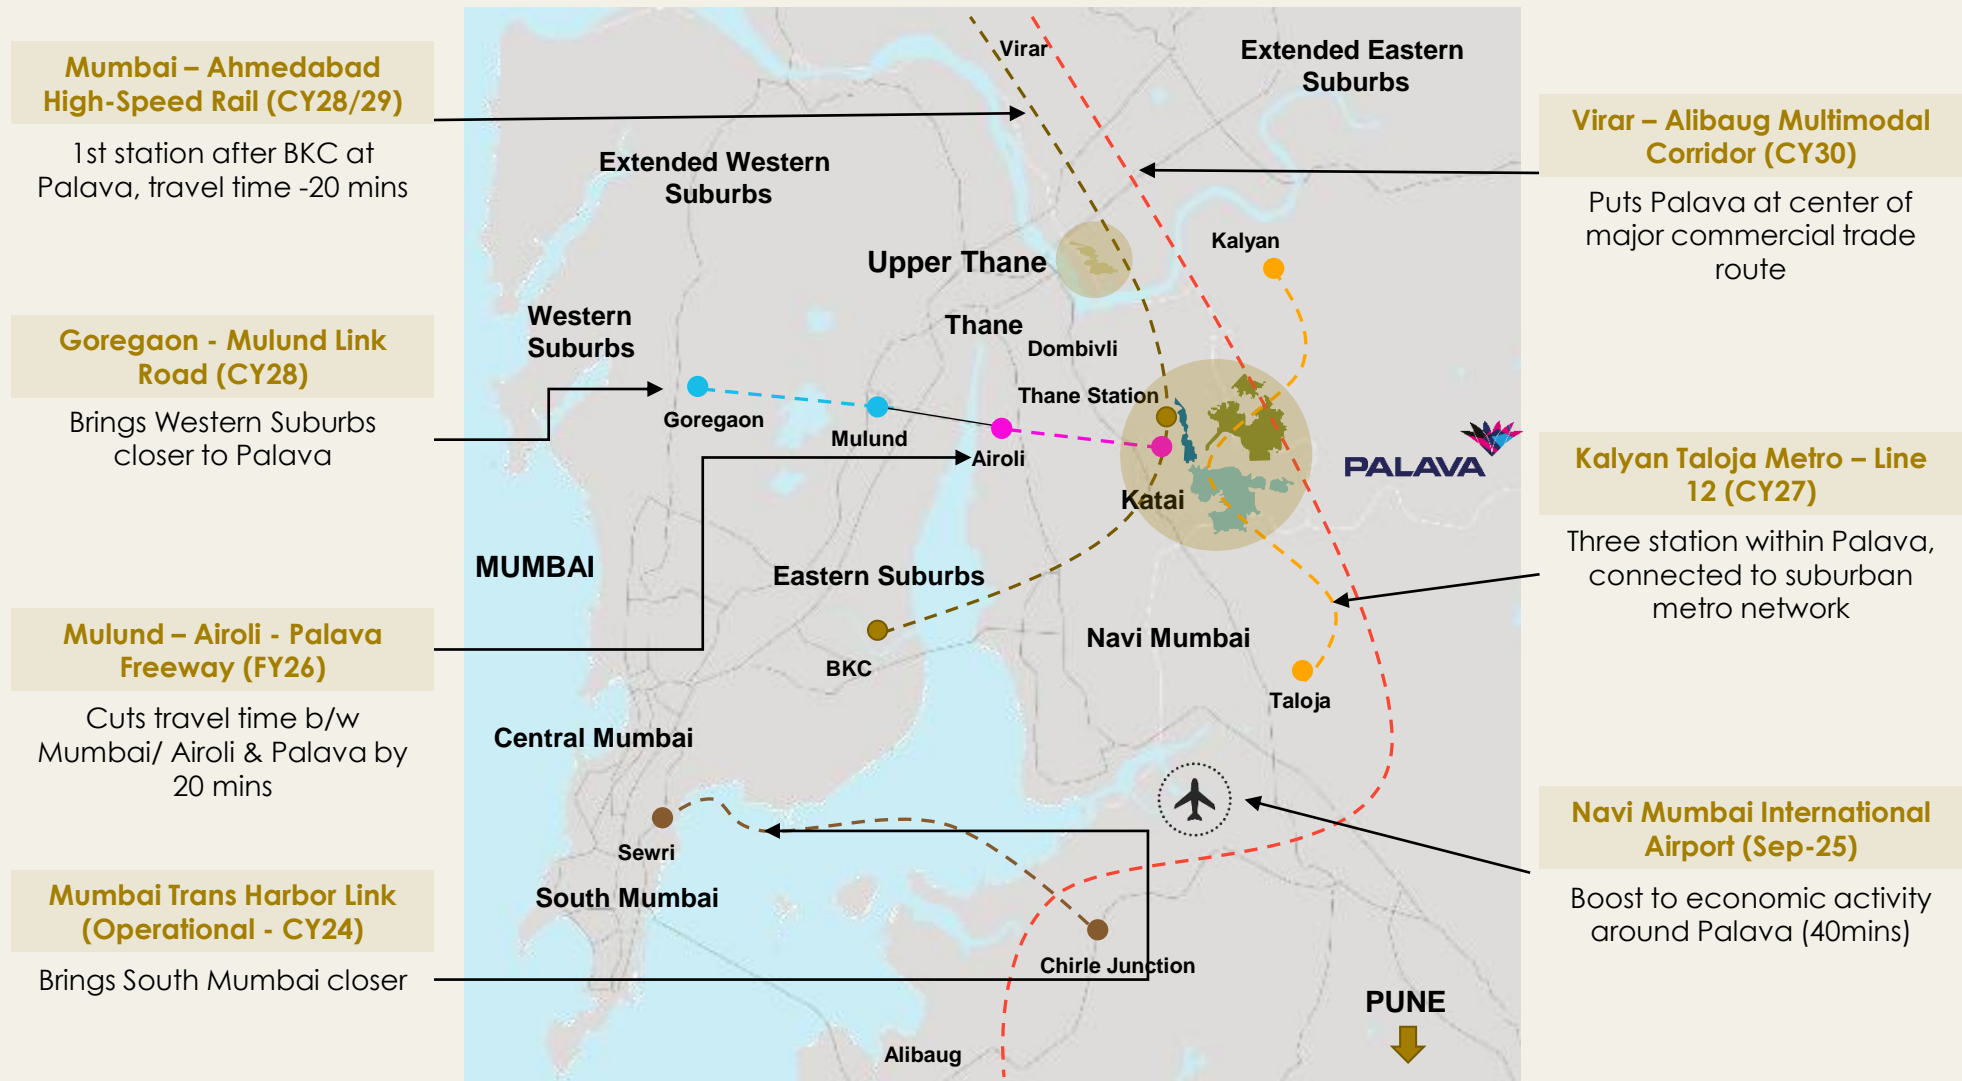 Mumbai – Ahmedabad
High-Speed Rail (CY28/29)
1st station after BKC at
Palava, travel time -20 mins
Goregaon - Mulund Link
Road (CY28)
Brings Western Suburbs
closer to Palava
Mulund – Airoli - Palava
Freeway (FY26)
Cuts travel time b/w
Mumbai/ Airoli & Palava by
20 mins
Mumbai Trans Harbor Link
(Operational - CY24)
Brings South Mumbai closer
Virar
Extended Eastern
Suburbs
Extended Western
Suburbs
Kalyan
Upper Thane
Western
Suburbs
Thane
Dombivli
Thane Station
Goregaon
Mulund
Airoli
PALAVA
Katai
MUMBAI
Eastern Suburbs
Navi Mumbai
BKC
Taloja
Central Mumbai
Sewri
South Mumbai
Chirle Junction
PUNE
Alibaug
Virar – Alibaug Multimodal
Corridor (CY30)
Puts Palava at center of
major commercial trade
route
Kalyan Taloja Metro – Line
12 (CY27)
Three station within Palava,
connected to suburban
metro network
Navi Mumbai International
Airport (Sep-25)
Boost to economic activity
around Palava (40mins)